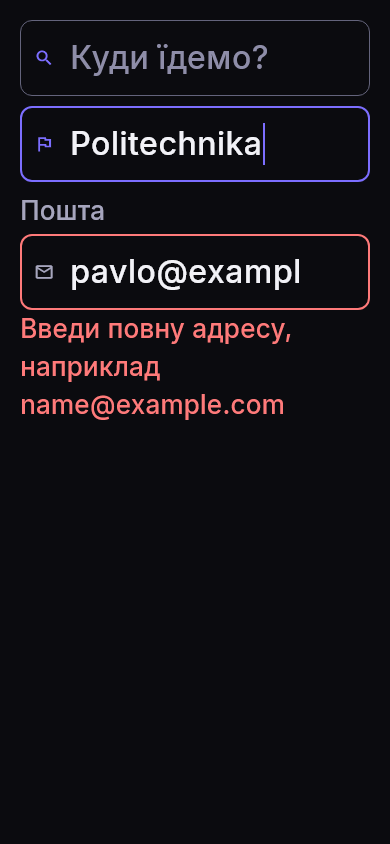 Куди їдемо?
Politechnika
Пошта
pavlo@exampl
Введи повну адресу,
наприклад
name@example.com